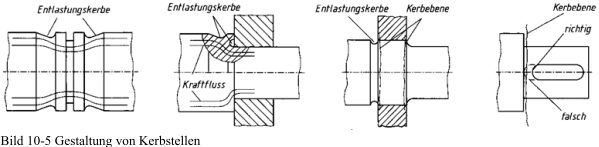 Entlastungskerbe
Entlastungskerbe
Kraftfluss
Entlastungskerbe
Kerbebene
Kerbebene
richtig
falsch
Bild 10-5 Gestaltung von Kerbstellen